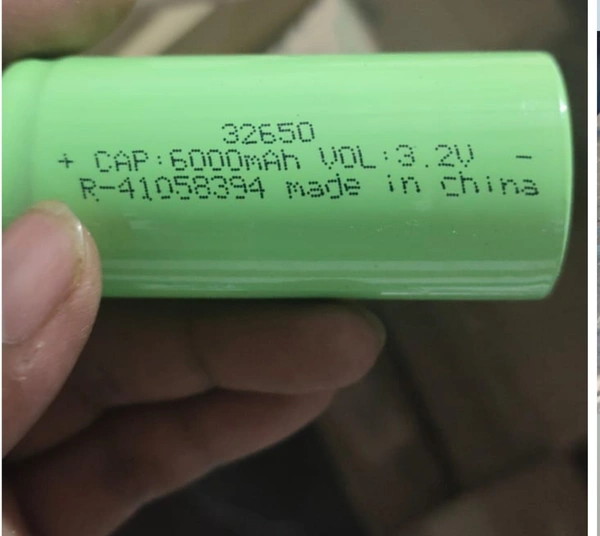 32650
+ CAP:6000mAh VOL:3.2V -
R-41058394 made in china